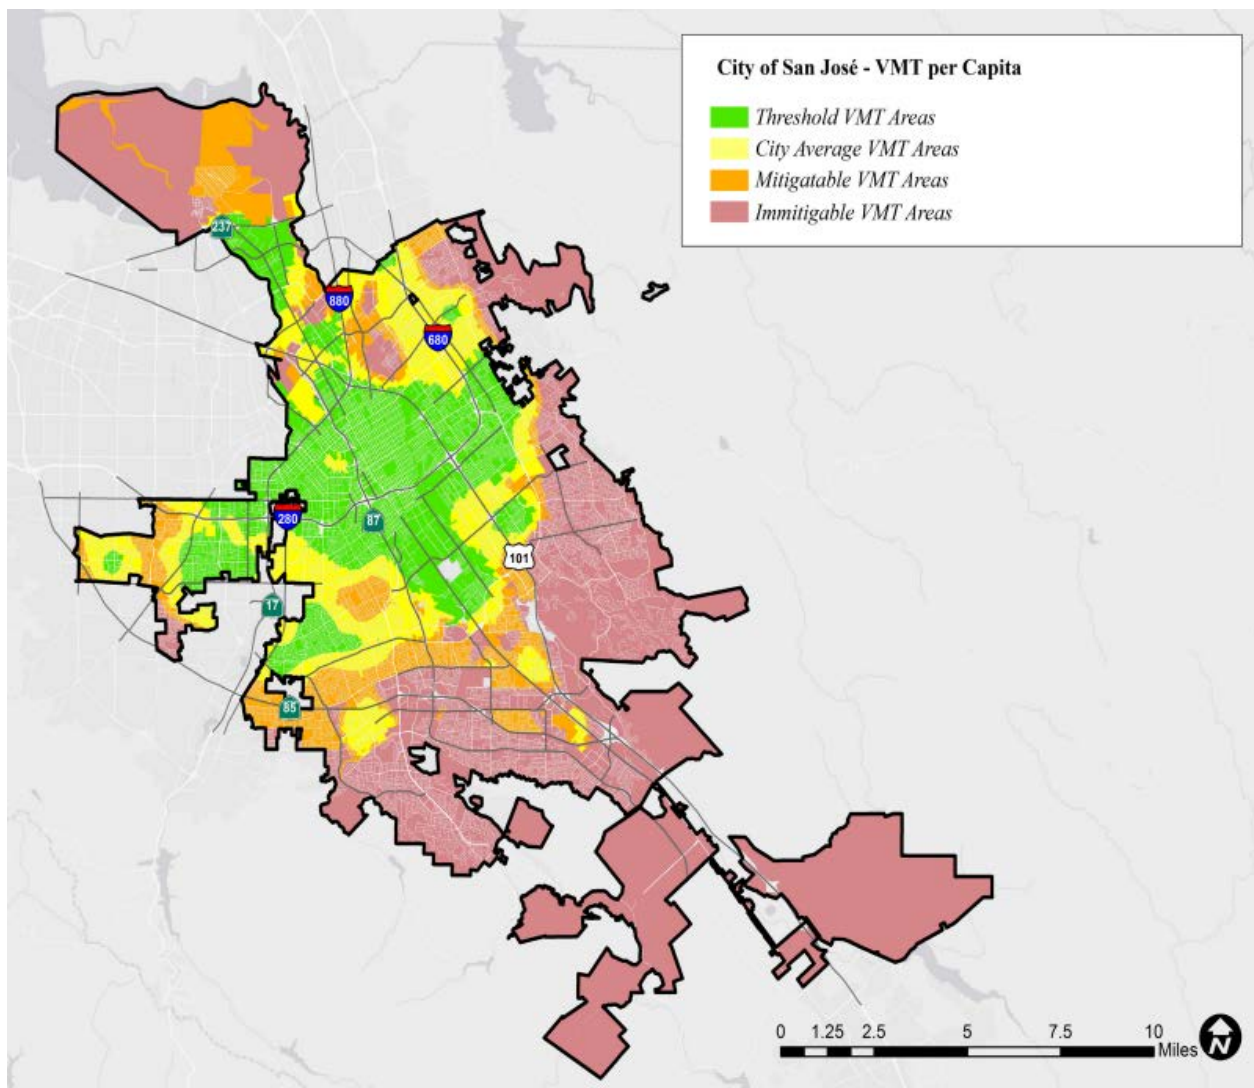 City of San José - VMT per Capita
Threshold VMT Areas
City Average VMT Areas
Mitigatable VMT Areas
Immitigable VMT Areas
237
880
680
280
87
101
17
85
0 1.25 2.5 5 7.5 10
Miles
N